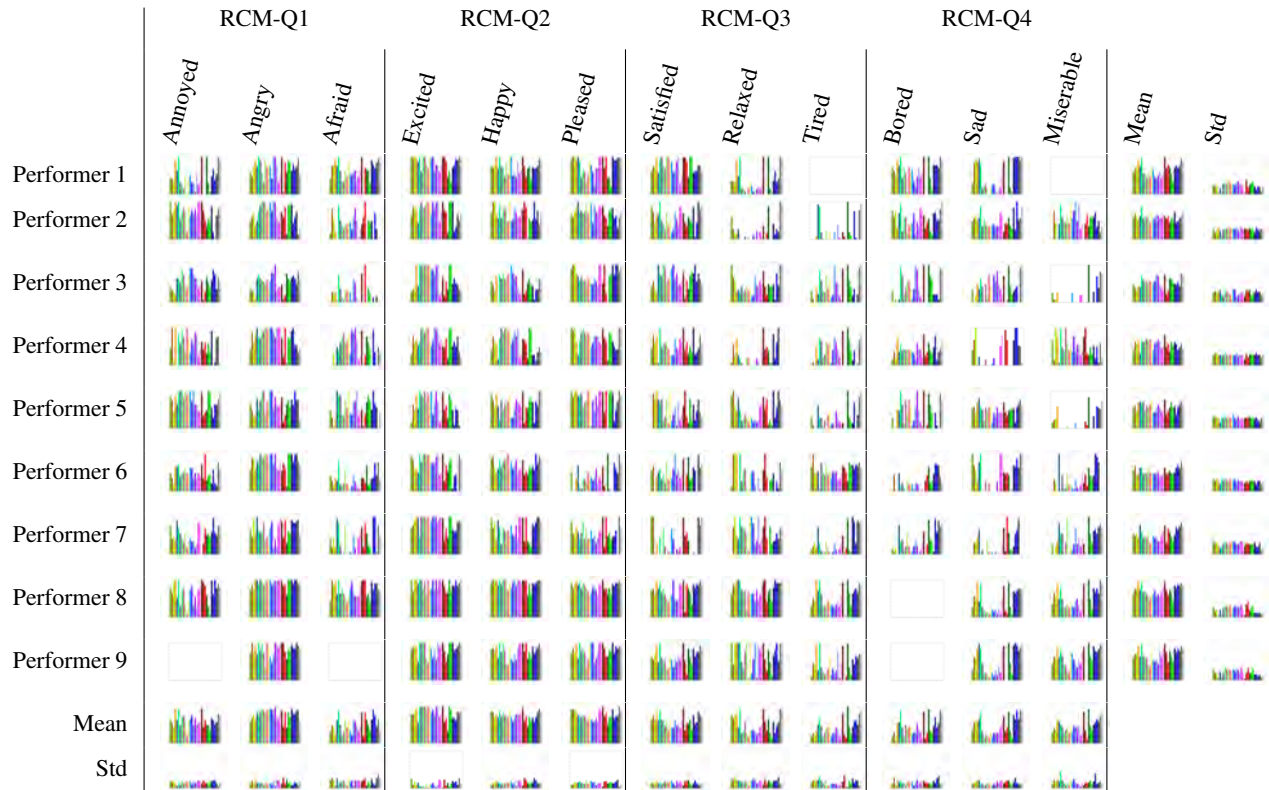 RCM-Q1 RCM-Q2 RCM-Q3 RCM-Q4
Annoyed Angry Afraid Excited Happy Pleased Satisfied Relaxed Tired Bored Sad Miserable Mean Std
Performer 1
Performer 2
Performer 3
Performer 4
Performer 5
Performer 6
Performer 7
Performer 8
Performer 9
Mean
Std